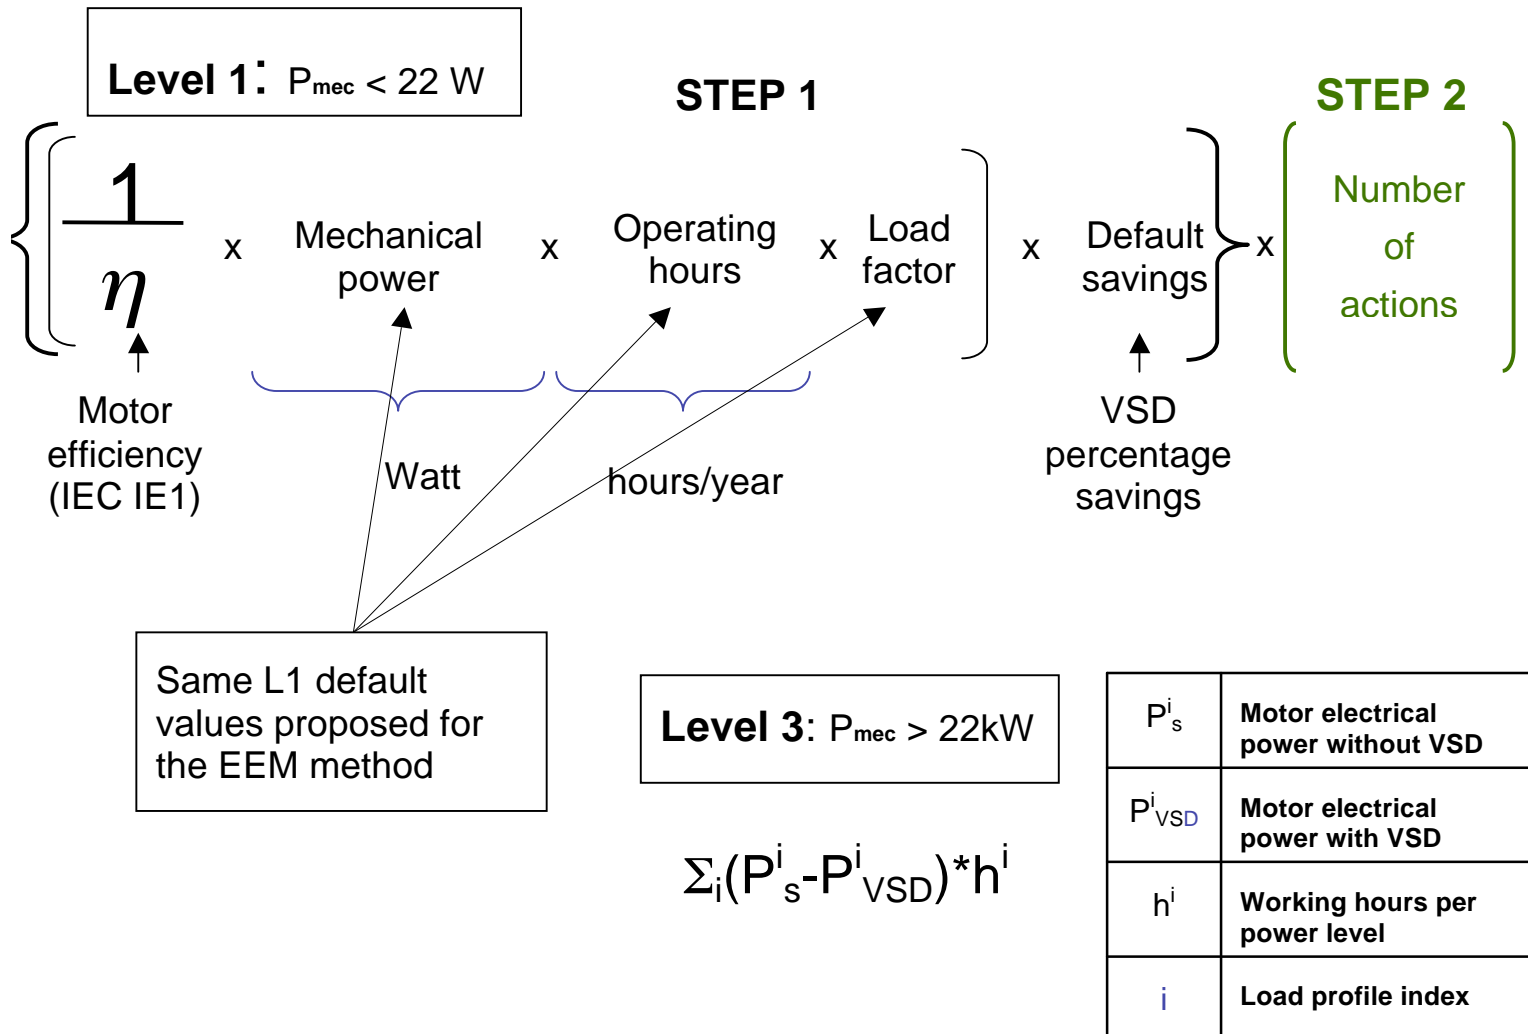 Level 1: Pmec < 22 W
STEP 1
STEP 2
1
η
x
Mechanical
power
x
Operating
hours
x
Load
factor
x
Default
savings
x
Number
of
actions
Motor
efficiency
(IEC IE1)
Watt
hours/year
VSD
percentage
savings
Same L1 default
values proposed for
the EEM method
Level 3: Pmec > 22kW
Σi(Pis-PiVSD)*hi
Pis
Motor electrical
power without VSD
PiVSD
Motor electrical
power with VSD
hi
Working hours per
power level
i
Load profile index